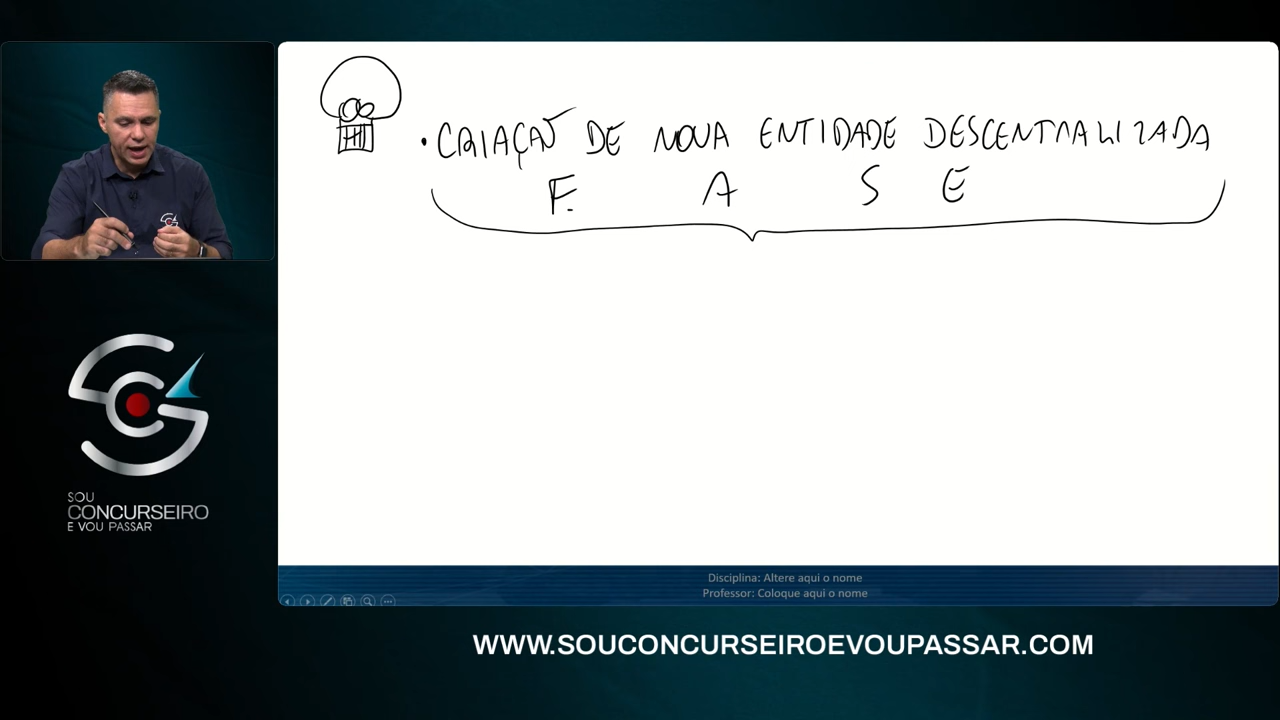 • CRIAÇÃO DE NOVA ENTIDADE DESCENTRALIZADA
F. A S E
SOU
CONCURSEIRO
E VOU PASSAR
Disciplina: Altere aqui o nome
Professor: Coloque aqui o nome
WWW.SOUCONCURSEIROEVOUPASSAR.COM